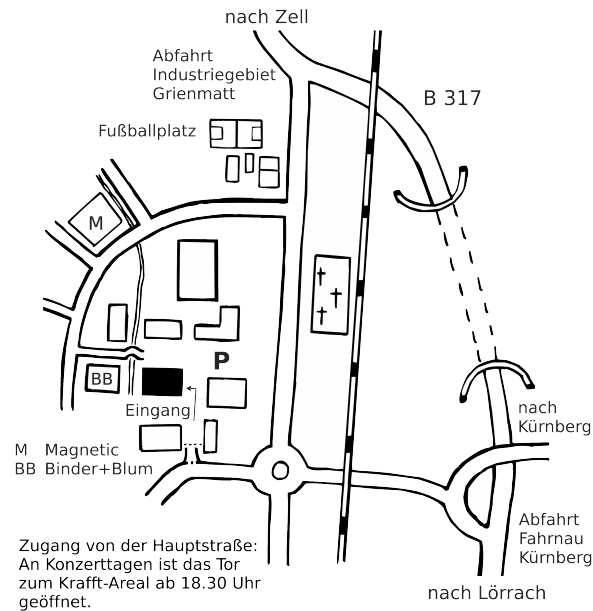 nach Zell
Abfahrt
Industriegebiet
Grienmatt
B 317
Fußballplatz
M
P
BB
Eingang
nach
Kürnberg
M Magnetic
BB Binder+Blum
Abfahrt
Fahrnau
Kürnberg
Zugang von der Hauptstraße:
An Konzerttagen ist das Tor
zum Krafft-Areal ab 18.30 Uhr
geöffnet.
nach Lörrach